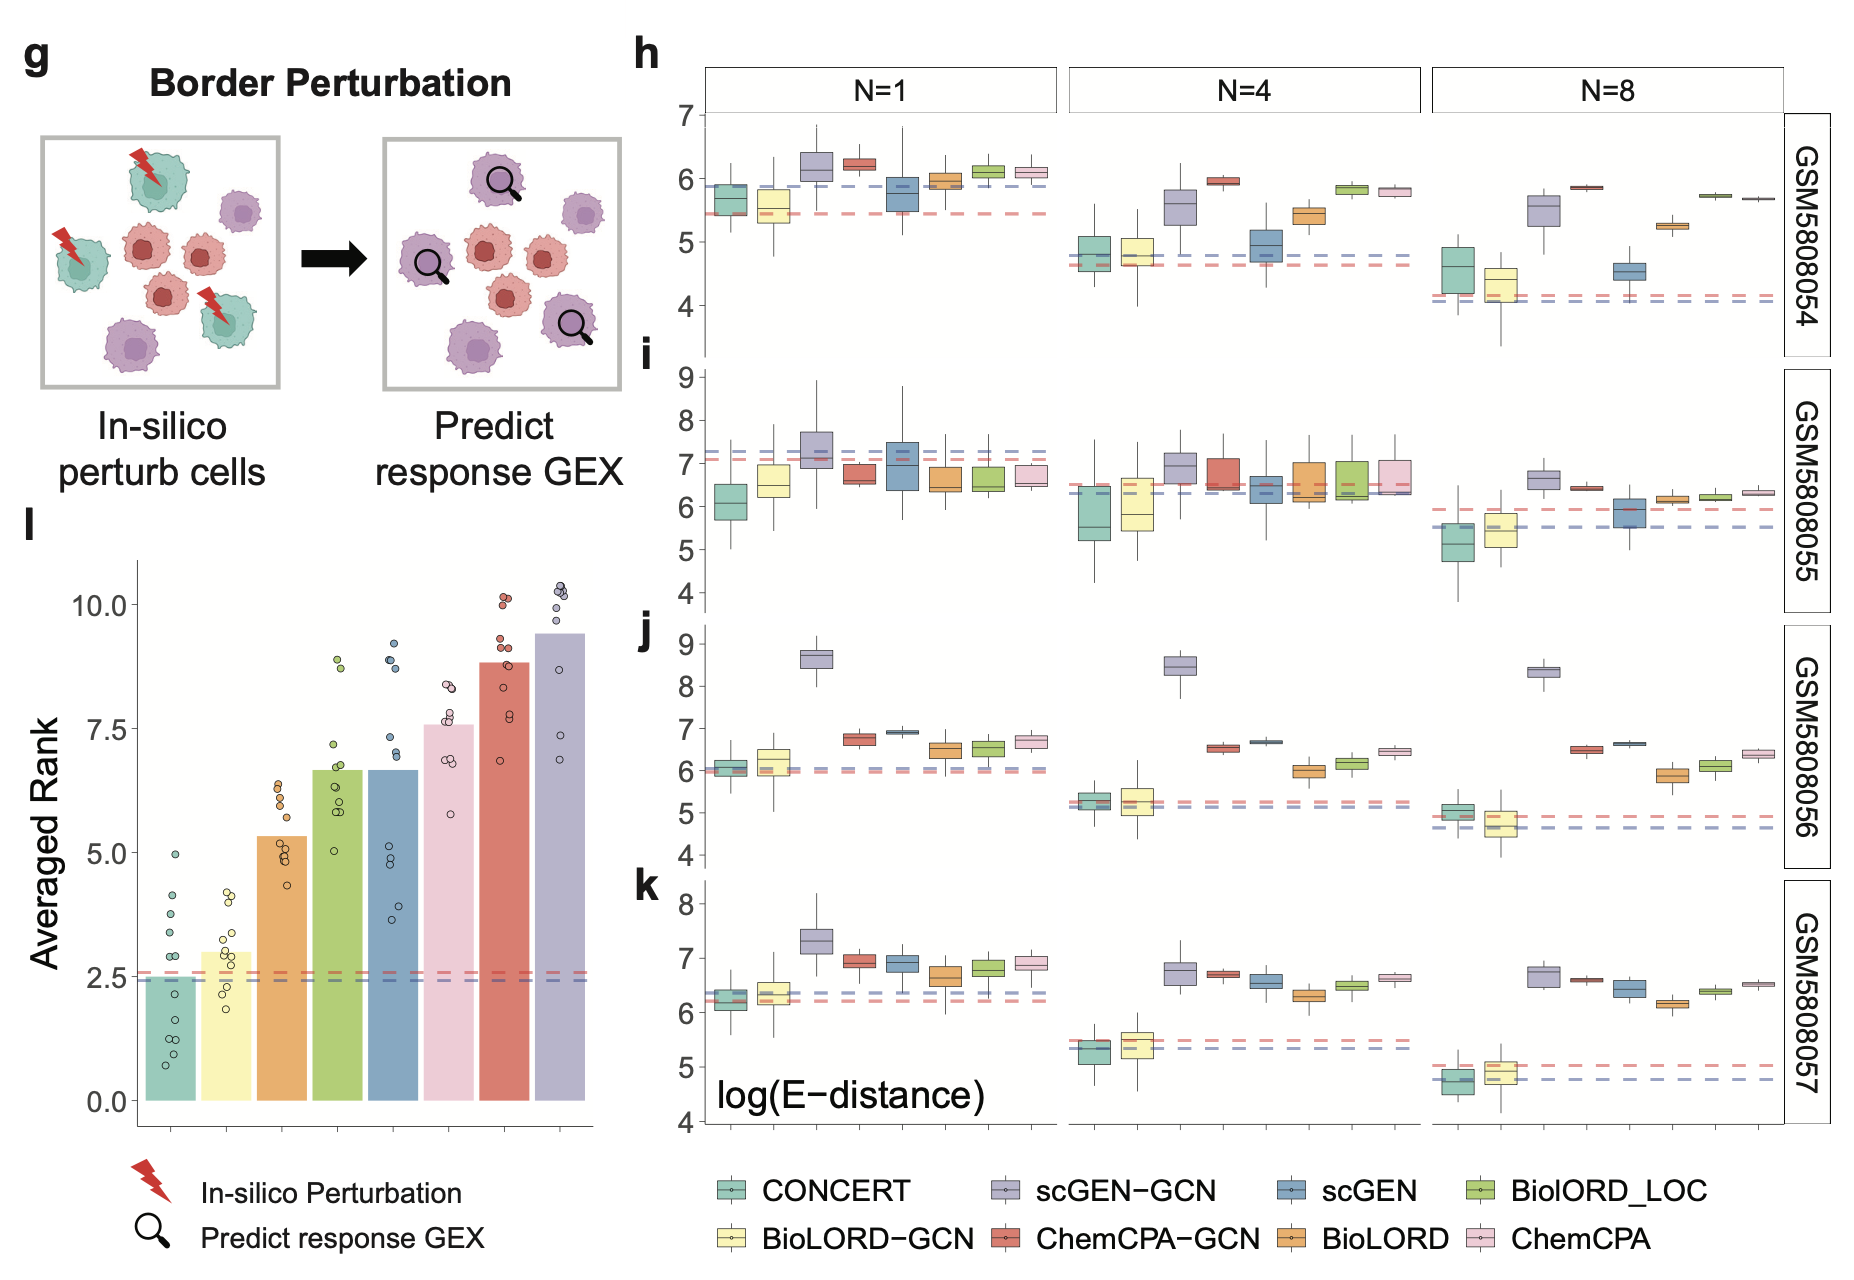 g
Border Perturbation
In-silico
perturb cells
Predict
response GEX
h
N=1
N=4
N=8
7
6
5
4
GSM5808054
i
9
8
7
6
5
4
GSM5808055
j
9
8
7
6
5
4
GSM5808056
k
8
7
6
5
4
log(E−distance)
GSM5808057
l
Averaged Rank
10.0
7.5
5.0
2.5
0.0
In-silico Perturbation
Predict response GEX
CONCERT
scGEN−GCN
scGEN
BiolORD_LOC
BioLORD−GCN
ChemCPA−GCN
BioLORD
ChemCPA